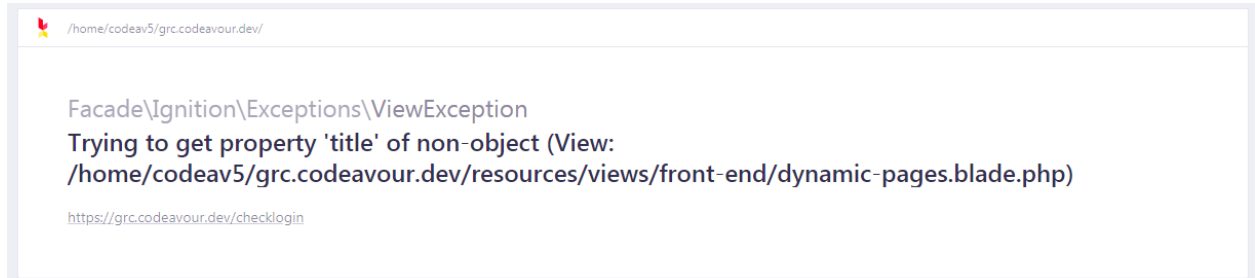 /home/codeav5/grc.codeavour.dev/
Facade\Ignition\Exceptions\ViewException
Trying to get property 'title' of non-object (View:
/home/codeav5/grc.codeavour.dev/resources/views/front-end/dynamic-pages.blade.php)
https://grc.codeavour.dev/checklogin